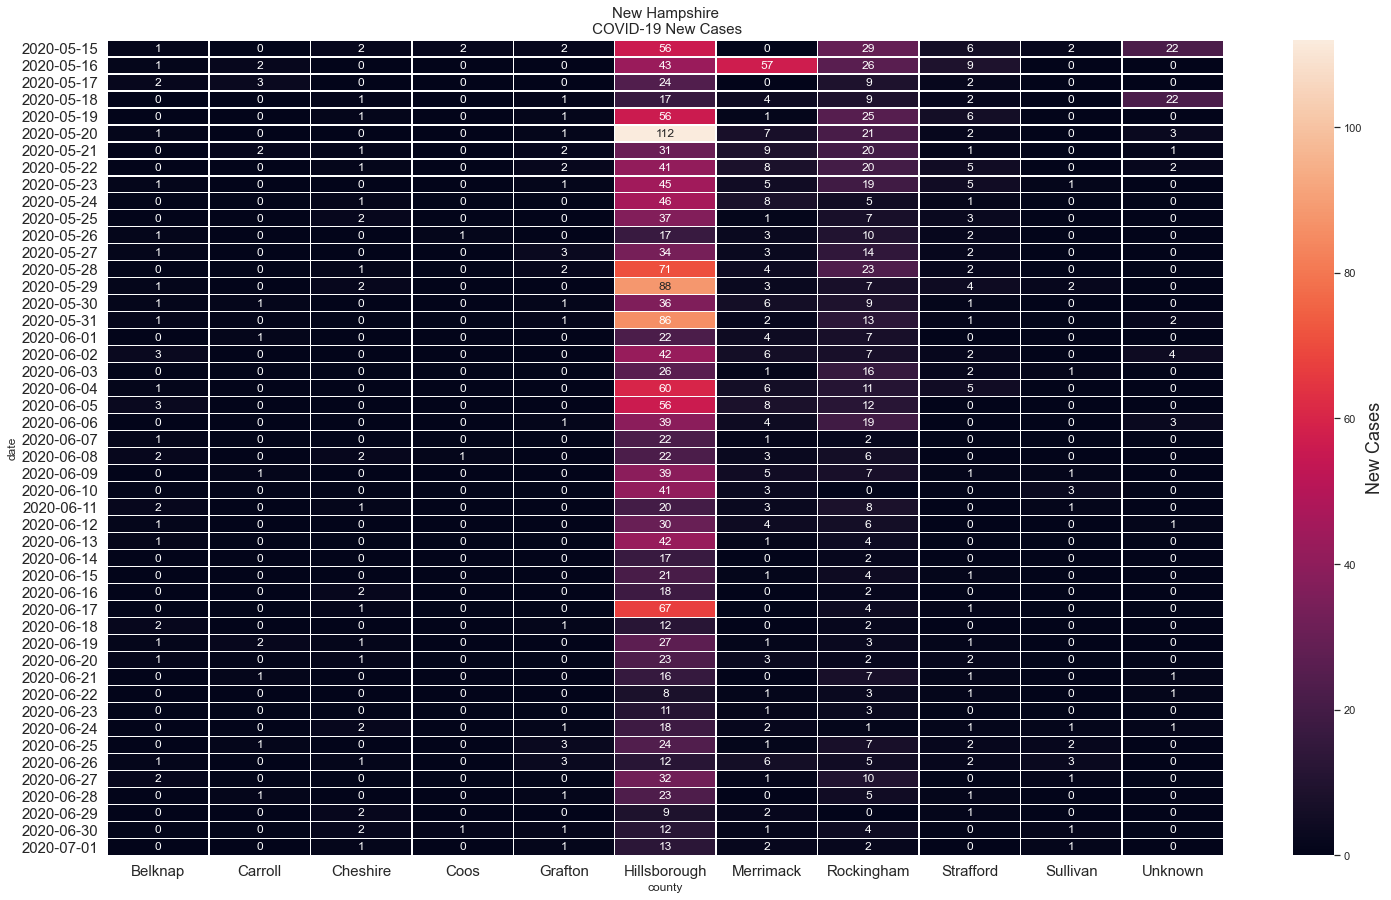 New Hampshire
COVID-19 New Cases
2020-05-15 1 0 2 2 2 56 0 29 6 2 22
2020-05-16 1 2 0 0 0 43 57 26 9 0 0
2020-05-17 2 3 0 0 0 24 0 9 2 0 0
2020-05-18 0 0 1 0 1 17 4 9 2 0 22
2020-05-19 0 0 1 0 1 56 1 25 6 0 0
2020-05-20 1 0 0 0 1 112 7 21 2 0 3
2020-05-21 0 2 1 0 2 31 9 20 1 0 1
2020-05-22 0 0 1 0 2 41 8 20 5 0 2
2020-05-23 1 0 0 0 1 45 5 19 5 1 0
2020-05-24 0 0 1 0 0 46 8 5 1 0 0
2020-05-25 0 0 2 0 0 37 1 7 3 0 0
2020-05-26 1 0 0 1 0 17 3 10 2 0 0
2020-05-27 1 0 0 0 3 34 3 14 2 0 0
2020-05-28 0 0 1 0 2 71 4 23 2 0 0
2020-05-29 1 0 2 0 0 88 3 7 4 2 0
2020-05-30 1 1 0 0 1 36 6 9 1 0 0
2020-05-31 1 0 0 0 1 86 2 13 1 0 2
2020-06-01 0 1 0 0 0 22 4 7 0 0 0
2020-06-02 3 0 0 0 0 42 6 7 2 0 4
2020-06-03 0 0 0 0 0 26 1 16 2 1 0
2020-06-04 1 0 0 0 0 60 6 11 5 0 0
2020-06-05 3 0 0 0 0 56 8 12 0 0 0
2020-06-06 0 0 0 0 1 39 4 19 0 0 3
2020-06-07 1 0 0 0 0 22 1 2 0 0 0
2020-06-08 2 0 2 1 0 22 3 6 0 0 0
2020-06-09 0 1 0 0 0 39 5 7 1 1 0
2020-06-10 0 0 0 0 0 41 3 0 0 3 0
2020-06-11 2 0 1 0 0 20 3 8 0 1 0
2020-06-12 1 0 0 0 0 30 4 6 0 0 1
2020-06-13 1 0 0 0 0 42 1 4 0 0 0
2020-06-14 0 0 0 0 0 17 0 2 0 0 0
2020-06-15 0 0 0 0 0 21 1 4 1 0 0
2020-06-16 0 0 2 0 0 18 0 2 0 0 0
2020-06-17 0 0 1 0 0 67 0 4 1 0 0
2020-06-18 2 0 0 0 1 12 0 2 0 0 0
2020-06-19 1 2 1 0 0 27 1 3 1 0 0
2020-06-20 1 0 1 0 0 23 3 2 2 0 0
2020-06-21 0 1 0 0 0 16 0 7 1 0 1
2020-06-22 0 0 0 0 0 8 1 3 1 0 1
2020-06-23 0 0 0 0 0 11 1 3 0 0 0
2020-06-24 0 0 2 0 1 18 2 1 1 1 1
2020-06-25 0 1 0 0 3 24 1 7 2 2 0
2020-06-26 1 0 1 0 3 12 6 5 2 3 0
2020-06-27 2 0 0 0 0 32 1 10 0 1 0
2020-06-28 0 1 0 0 1 23 0 5 1 0 0
2020-06-29 0 0 2 0 0 9 2 0 1 0 0
2020-06-30 0 0 2 1 1 12 1 4 0 1 0
2020-07-01 0 0 1 0 1 13 2 2 0 1 0
Belknap Carroll Cheshire Coos Grafton Hillsborough Merrimack Rockingham Strafford Sullivan Unknown
county
date
100
80
60
40
20
0
New Cases